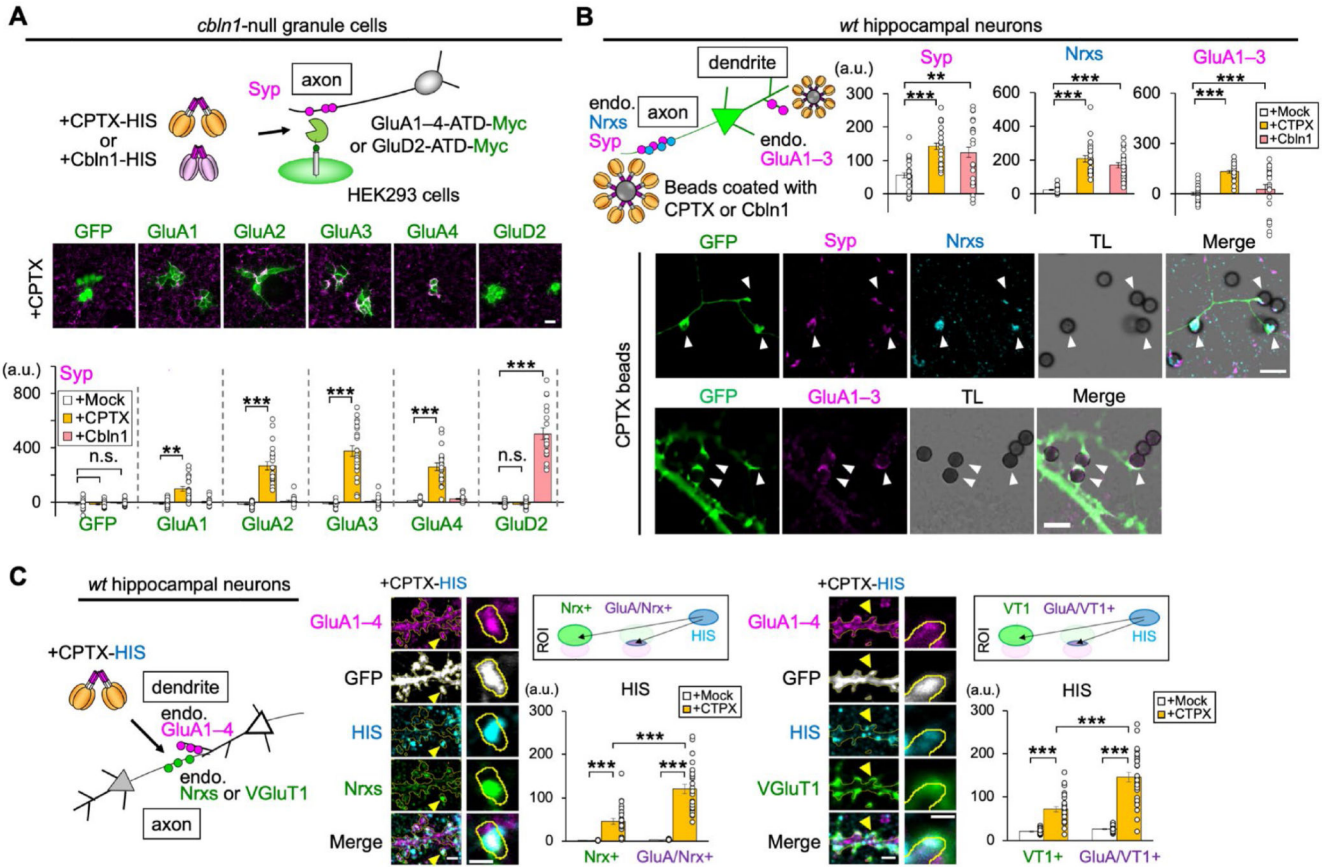 A
cbln1-null granule cells
Syp
axon
+CPTX-HIS
or
+Cbln1-HIS
GluA1–4-ATD-Myc
or GluD2-ATD-Myc
HEK293 cells
GFP GluA1 GluA2 GluA3 GluA4 GluD2
+CPTX
(a.u.)
Syp
800
400
0
+Mock
+CPTX
+Cbln1
n.s.
**
***
***
***
n.s.
***
GFP GluA1 GluA2 GluA3 GluA4 GluD2
B
wt hippocampal neurons
dendrite
endo.
Nrxs
Syp
axon
endo.
GluA1–3
Beads coated with
CPTX or Cbln1
(a.u.)
Syp
**
***
300
200
100
0
Nrxs
***
***
600
400
200
0
GluA1–3
***
***
600
200
0
+Mock
+CTPX
+Cbln1
CPTX beads
GFP Syp Nrxs TL Merge
GFP GluA1–3 TL Merge
C
wt hippocampal neurons
+CPTX-HIS
dendrite
endo.
GluA1–4
endo.
Nrxs or VGluT1
axon
+CPTX-HIS
GluA1–4
GFP
HIS
Nrxs
Merge
ROI
Nrx+ GluA/Nrx+
HIS
(a.u.)
HIS
+Mock
+CTPX
300
200
100
0
***
***
***
Nrx+ GluA/Nrx+
+CPTX-HIS
GluA1–4
GFP
HIS
VGluT1
Merge
ROI
VT1 GluA/VT1+
HIS
(a.u.)
HIS
+Mock
+CTPX
300
200
100
0
***
***
***
VT1+ GluA/VT1+